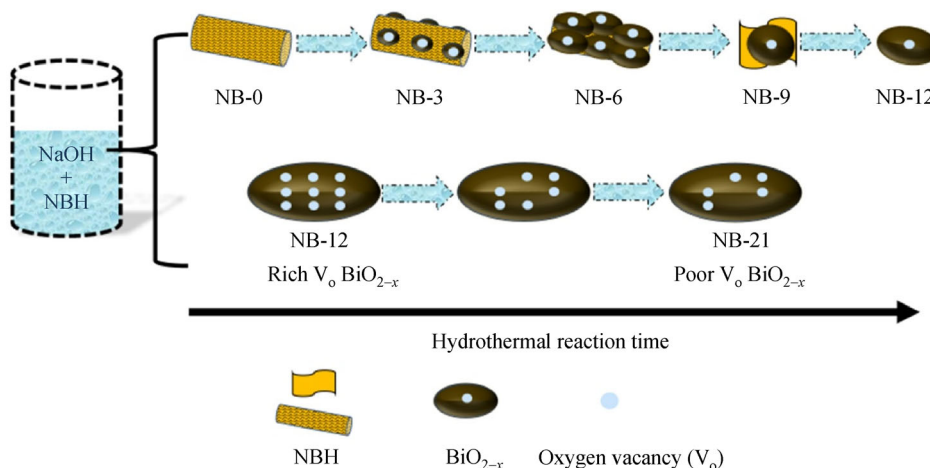 NaOH
+
NBH
NB-0 NB-3 NB-6 NB-9 NB-12
NB-12 NB-21
Rich Vₒ BiO₂₋ₓ Poor Vₒ BiO₂₋ₓ
Hydrothermal reaction time
NBH BiO₂₋ₓ Oxygen vacancy (Vₒ)